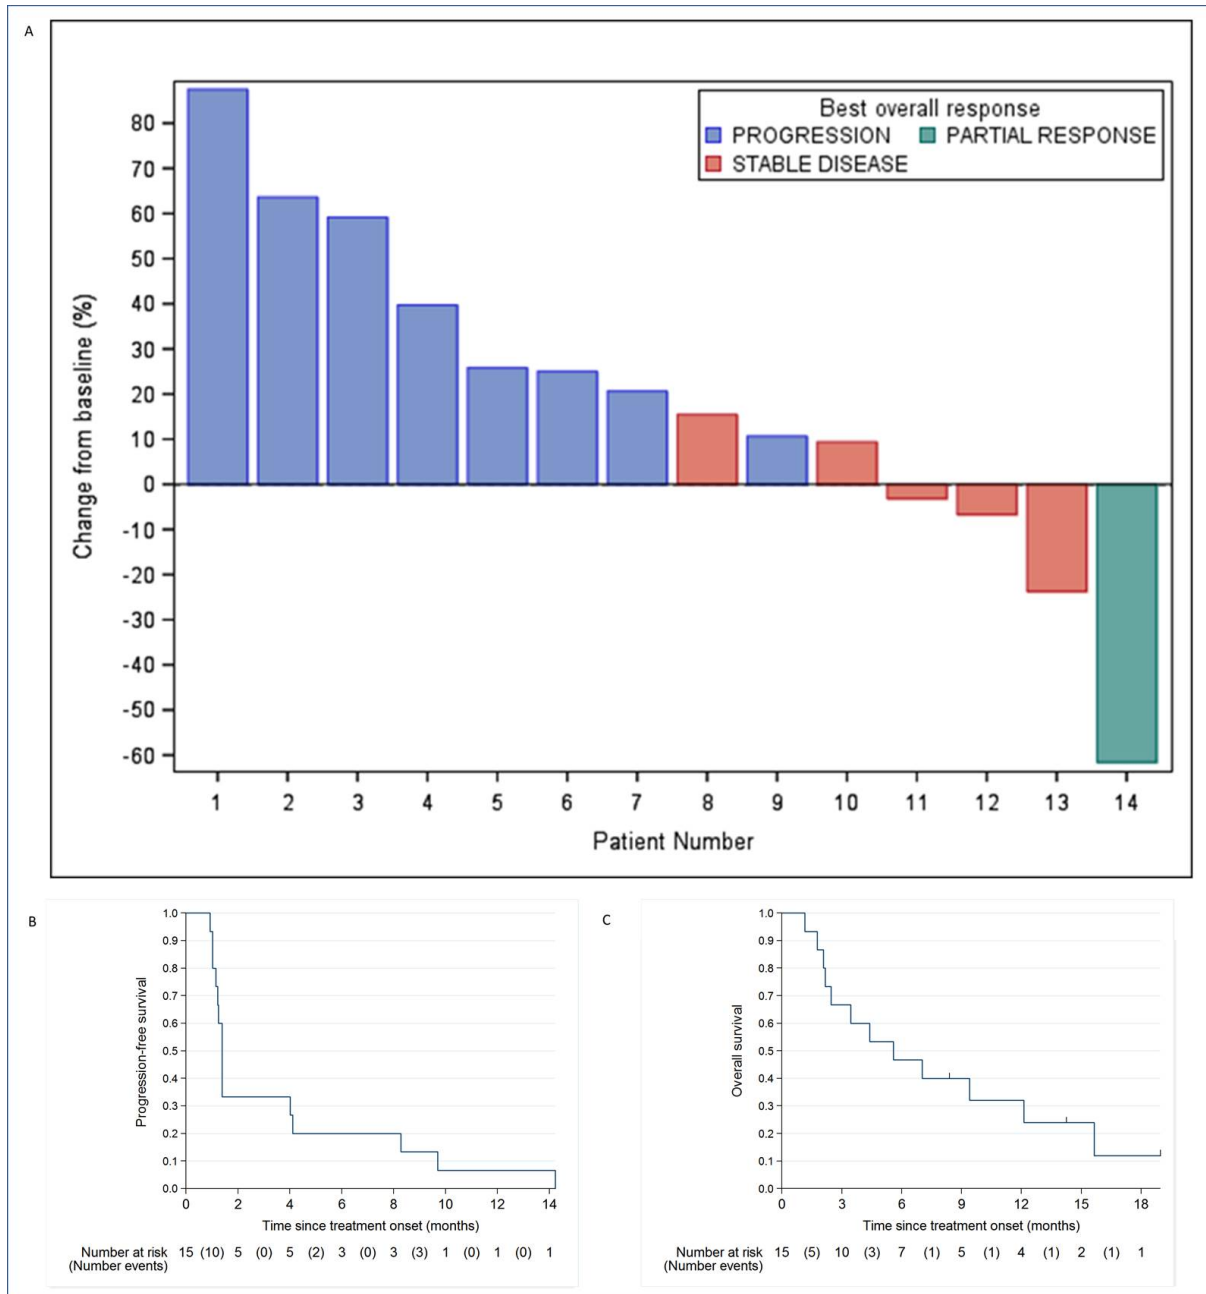 A
Best overall response
PROGRESSION PARTIAL RESPONSE
STABLE DISEASE
80
70
60
50
40
30
20
10
0
-10
-20
-30
-40
-50
-60
Change from baseline (%)
1 2 3 4 5 6 7 8 9 10 11 12 13 14
Patient Number
B
1.0
0.9
0.8
0.7
0.6
0.5
0.4
0.3
0.2
0.1
0.0
Progression-free survival
0 2 4 6 8 10 12 14
Time since treatment onset (months)
Number at risk 15 (10) 5 (0) 5 (2) 3 (0) 3 (3) 1 (0) 1 (0) 1
(Number events)
C
1.0
0.9
0.8
0.7
0.6
0.5
0.4
0.3
0.2
0.1
0.0
Overall survival
0 3 6 9 12 15 18
Time since treatment onset (months)
Number at risk 15 (5) 10 (3) 7 (1) 5 (1) 4 (1) 2 (1) 1
(Number events)